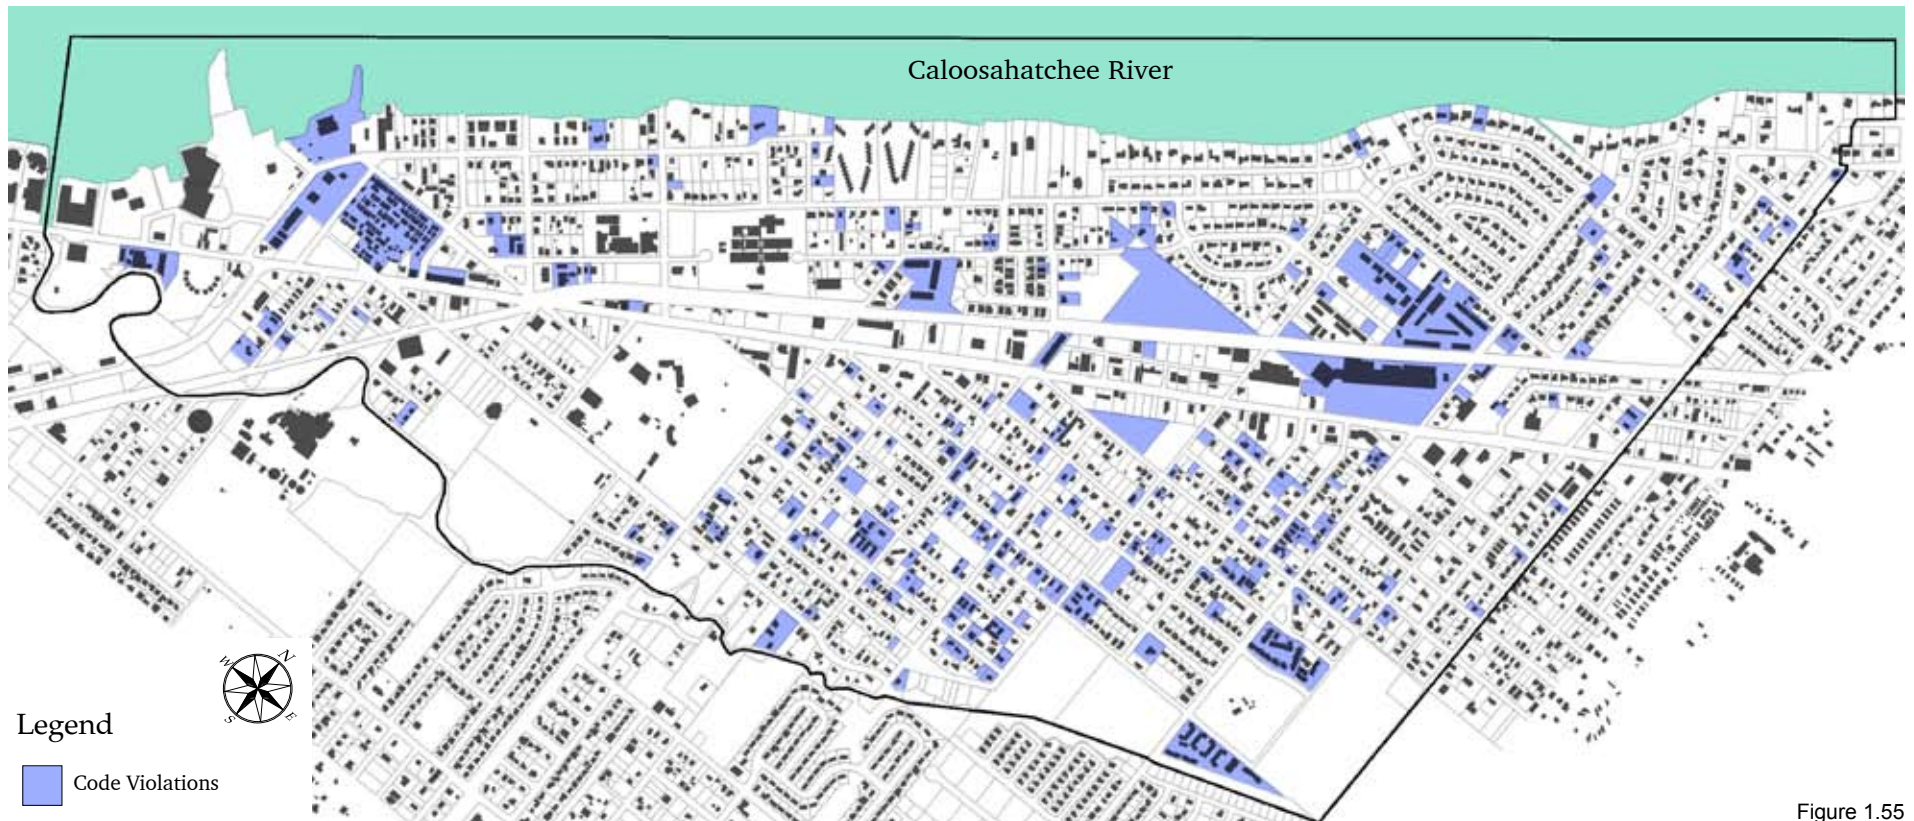 Caloosahatchee River
N
W
S
E
Legend
Code Violations
Figure 1.55